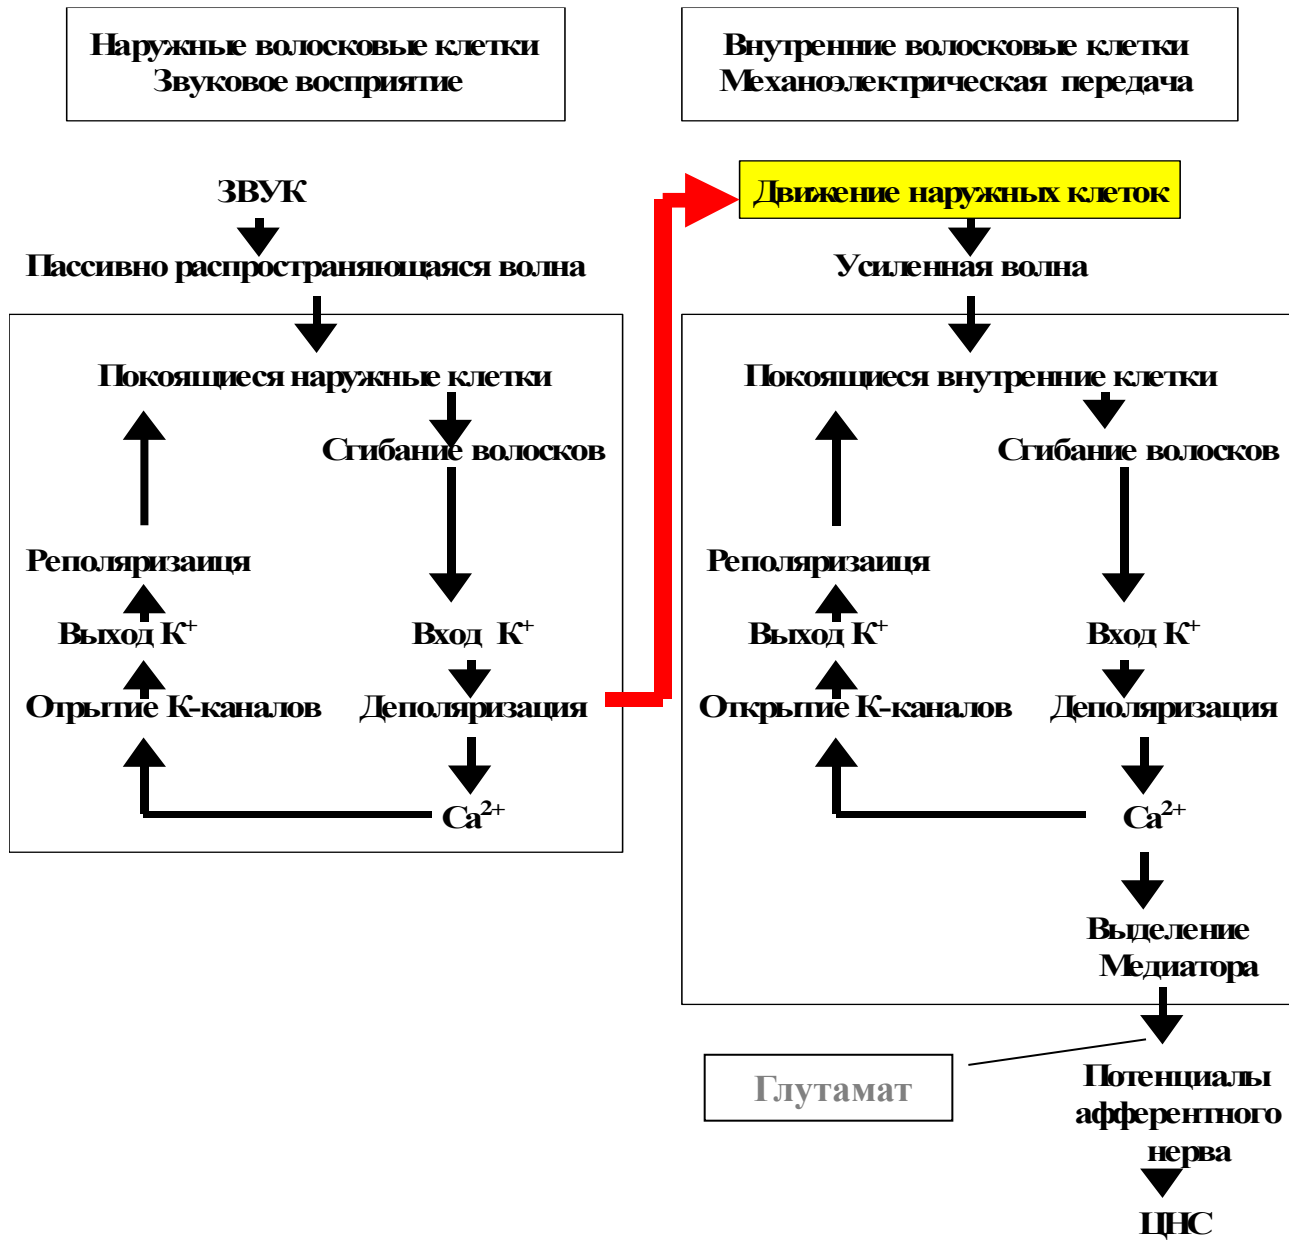 Наружные волосковые клетки
Звуковое восприятие
ЗВУК
Пассивно распространяющаяся волна
Покоящиеся наружные клетки
Сгибание волосков
Реполяризаиця
Выход К⁺
Вход К⁺
Отрытие К-каналов
Деполяризация
Ca²⁺
Внутренние волосковые клетки
Механоэлектрическая передача
Движение наружных клеток
Усиленная волна
Покоящиеся внутренние клетки
Сгибание волосков
Реполяризаиця
Выход К⁺
Вход К⁺
Открытие К-каналов
Деполяризация
Ca²⁺
Выделение
Медиатора
Глутамат
Потенциалы
афферентного
нерва
ЦНС